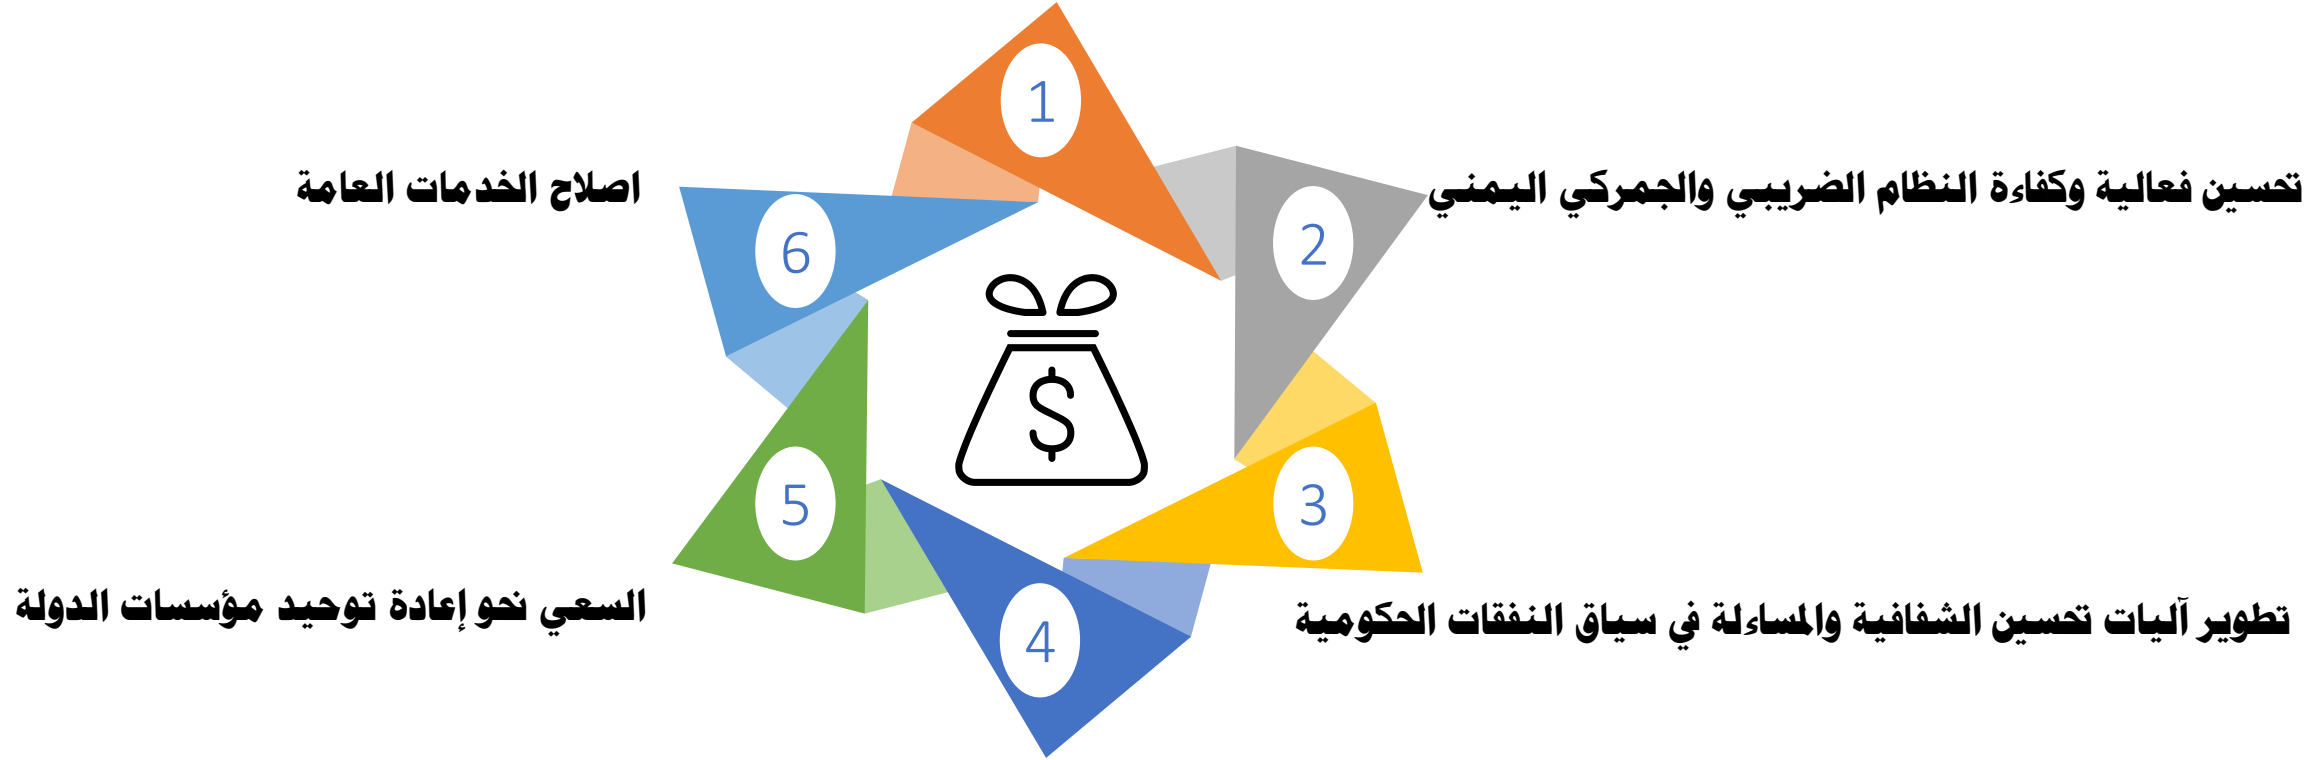 1
تحسين فعالية وكفاءة النظام الضريبي والجمركي اليمني
2
تطوير آليات تحسين الشفافية والمساءلة في سياق النفقات الحكومية
3
4
السعي نحو إعادة توحيد مؤسسات الدولة
5
اصلاح الخدمات العامة
6
$